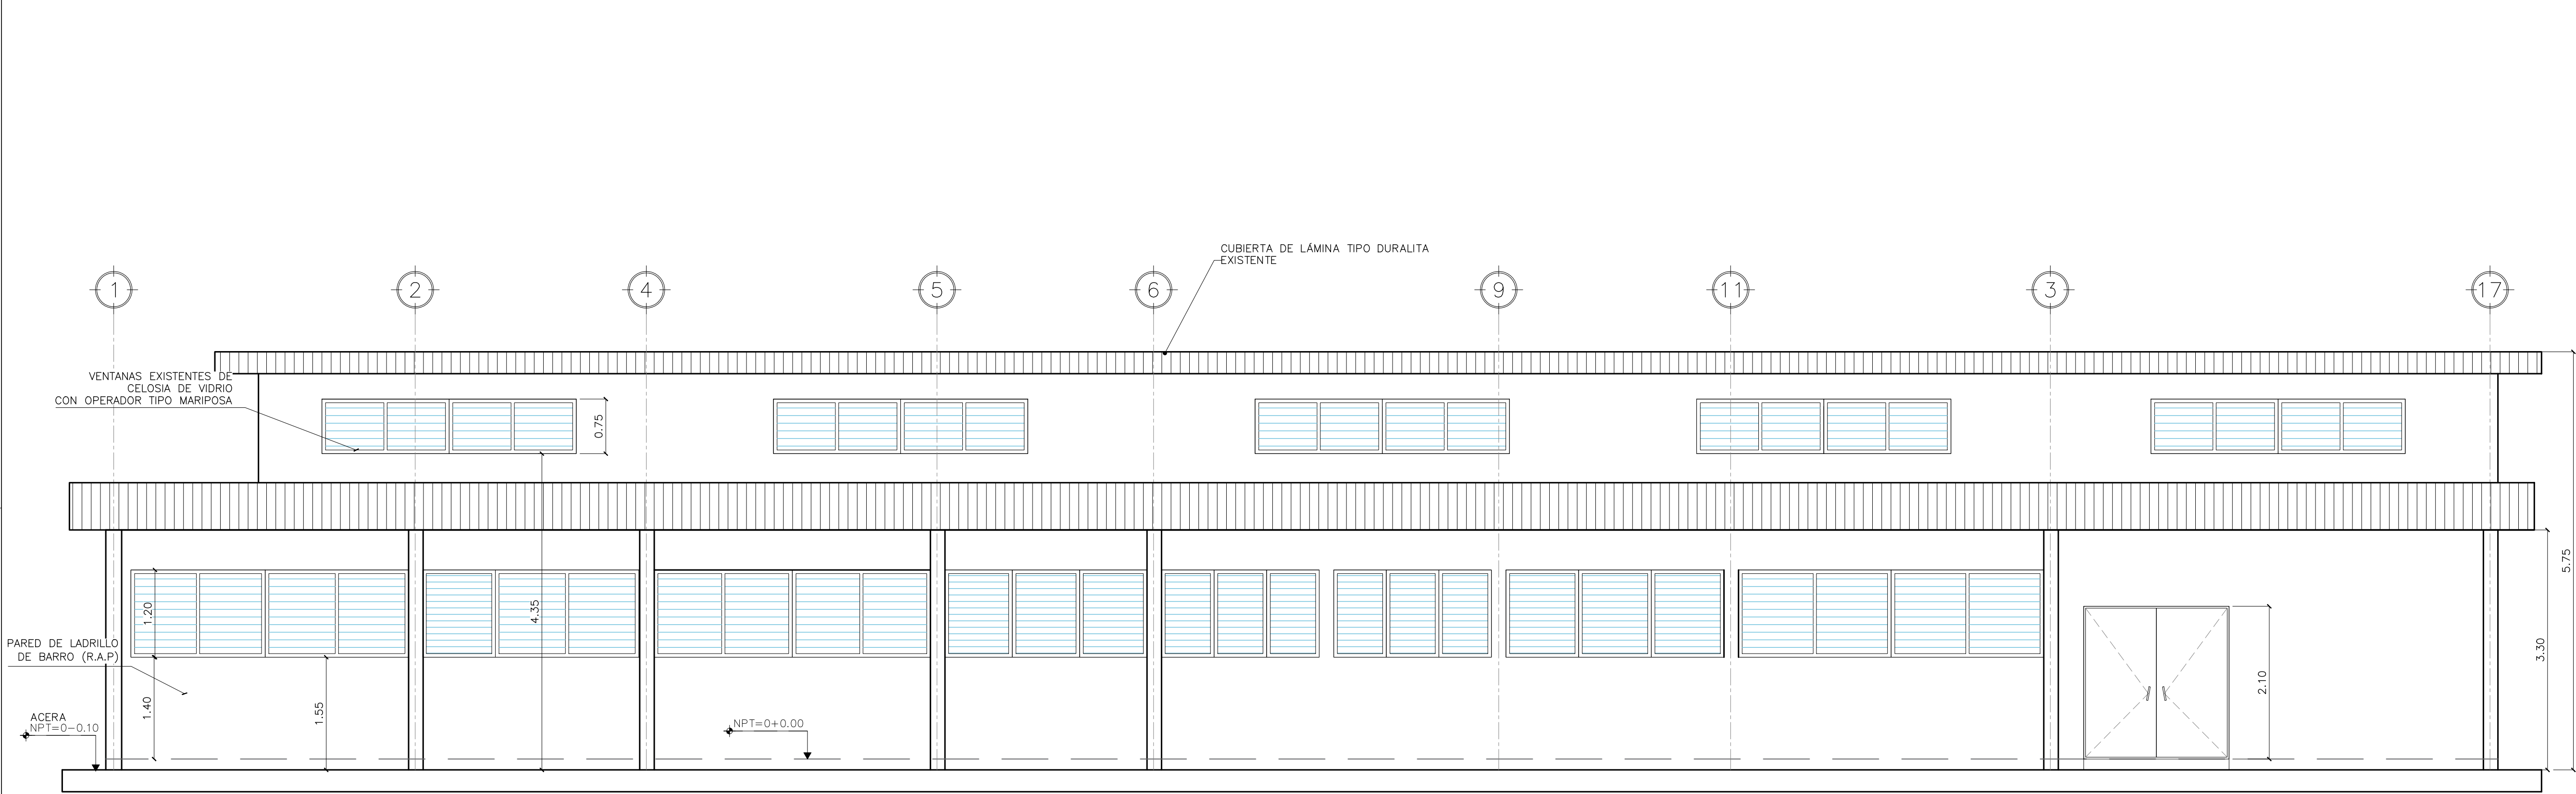 CUBIERTA DE LÁMINA TIPO DURALITA
EXISTENTE
1
2
4
5
6
9
11
3
17
VENTANAS EXISTENTES DE
CELOSIA DE VIDRIO
CON OPERADOR TIPO MARIPOSA
0.75
5.75
1.20
4.35
PARED DE LADRILLO
DE BARRO (R.A.P)
3.30
2.10
1.40
1.55
ACERA
NPT=0-0.10
NPT=0+0.00